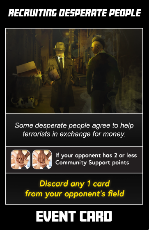 RECRUITING DESPERATE PEOPLE
Some desperate people agree to help
terrorists in exchange for money
If your opponent has 2 or less
Community Support points
Discard any 1 card
from your opponent's field
EVENT CARD